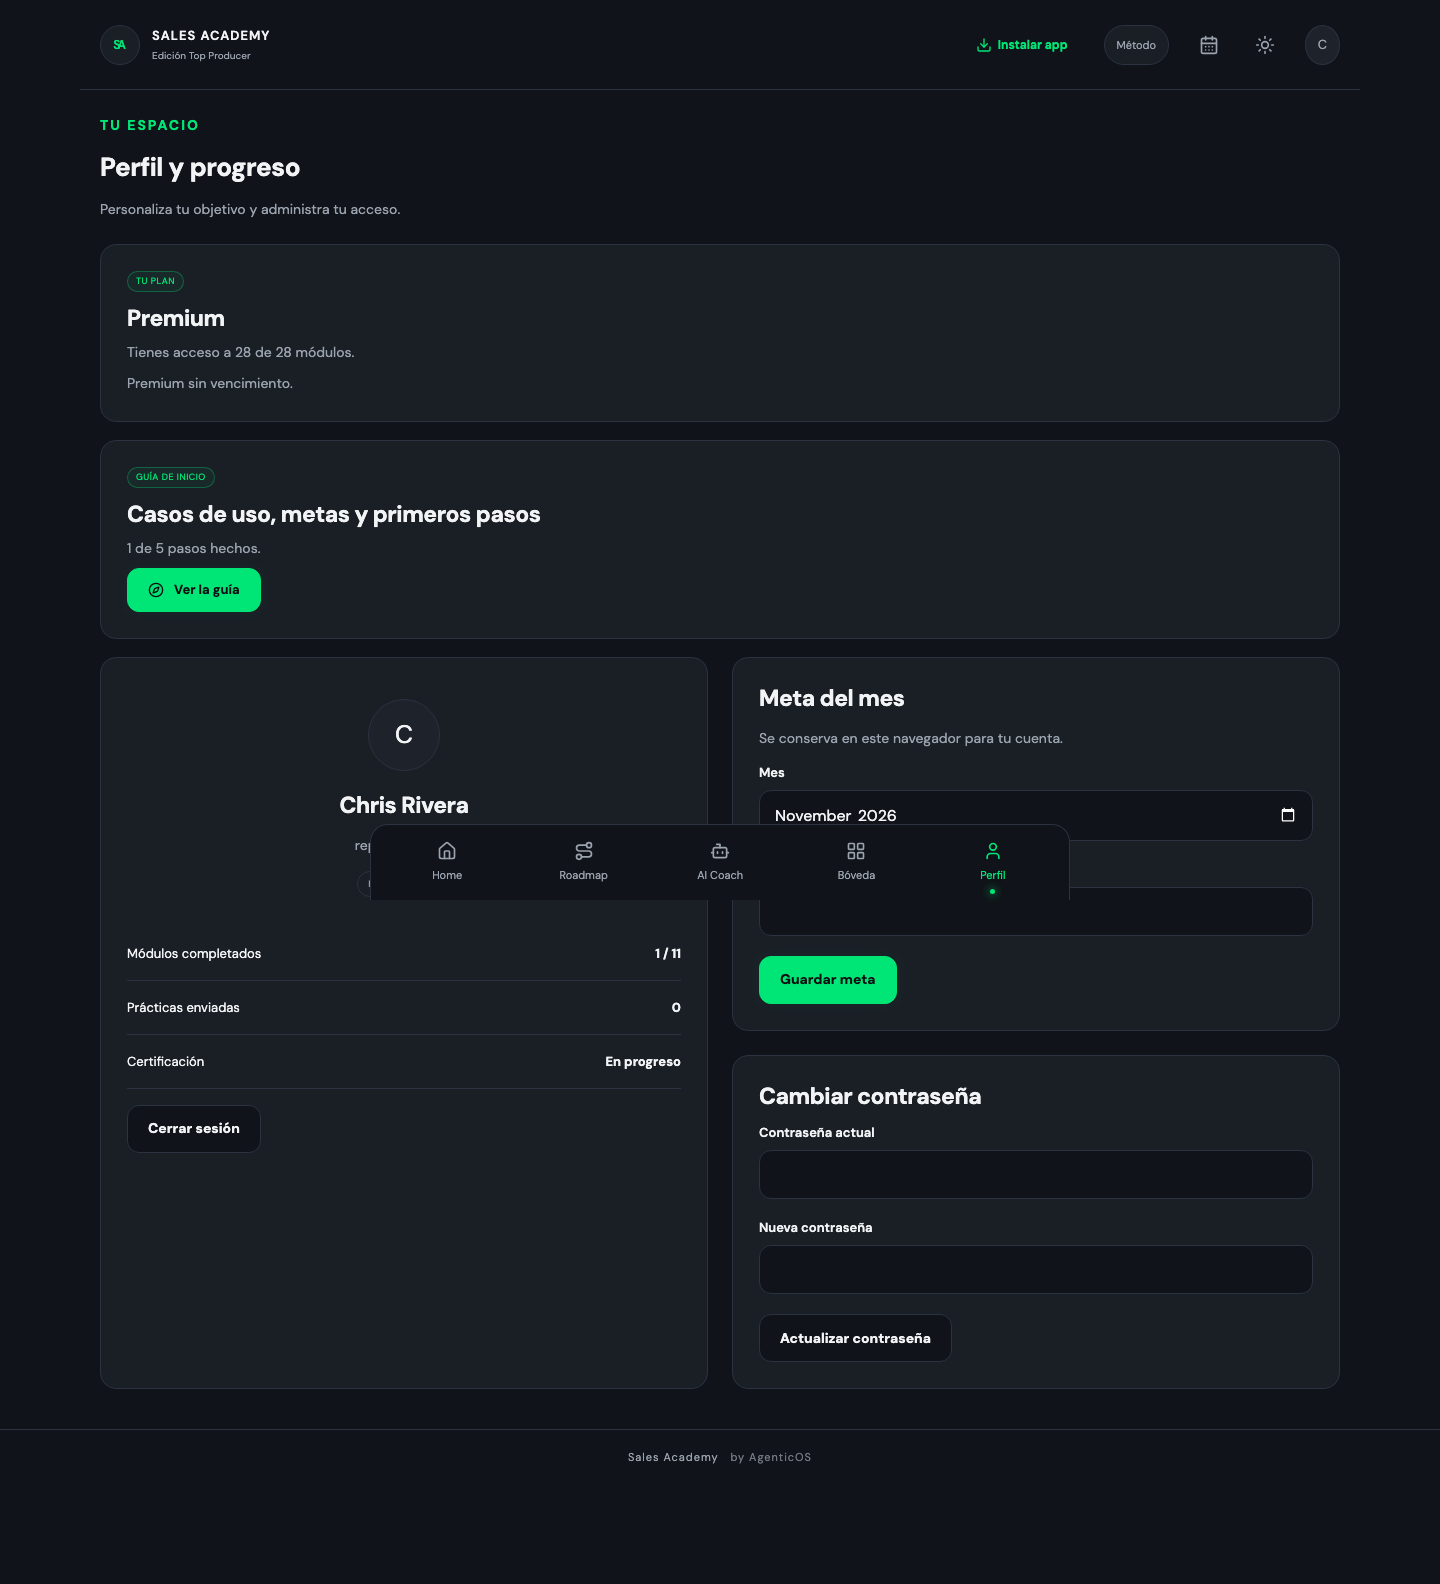 SA
SALES ACADEMY
Edición Top Producer
Instalar app
Método
C
TU ESPACIO
Perfil y progreso
Personaliza tu objetivo y administra tu acceso.
TU PLAN
Premium
Tienes acceso a 28 de 28 módulos.
Premium sin vencimiento.
GUÍA DE INICIO
Casos de uso, metas y primeros pasos
1 de 5 pasos hechos.
Ver la guía
C
Chris Rivera
Módulos completados 1 / 11
Prácticas enviadas 0
Certificación En progreso
Cerrar sesión
Meta del mes
Se conserva en este navegador para tu cuenta.
Mes
November 2026
Guardar meta
Cambiar contraseña
Contraseña actual
Nueva contraseña
Actualizar contraseña
Home Roadmap AI Coach Bóveda Perfil
Sales Academy by AgenticOS